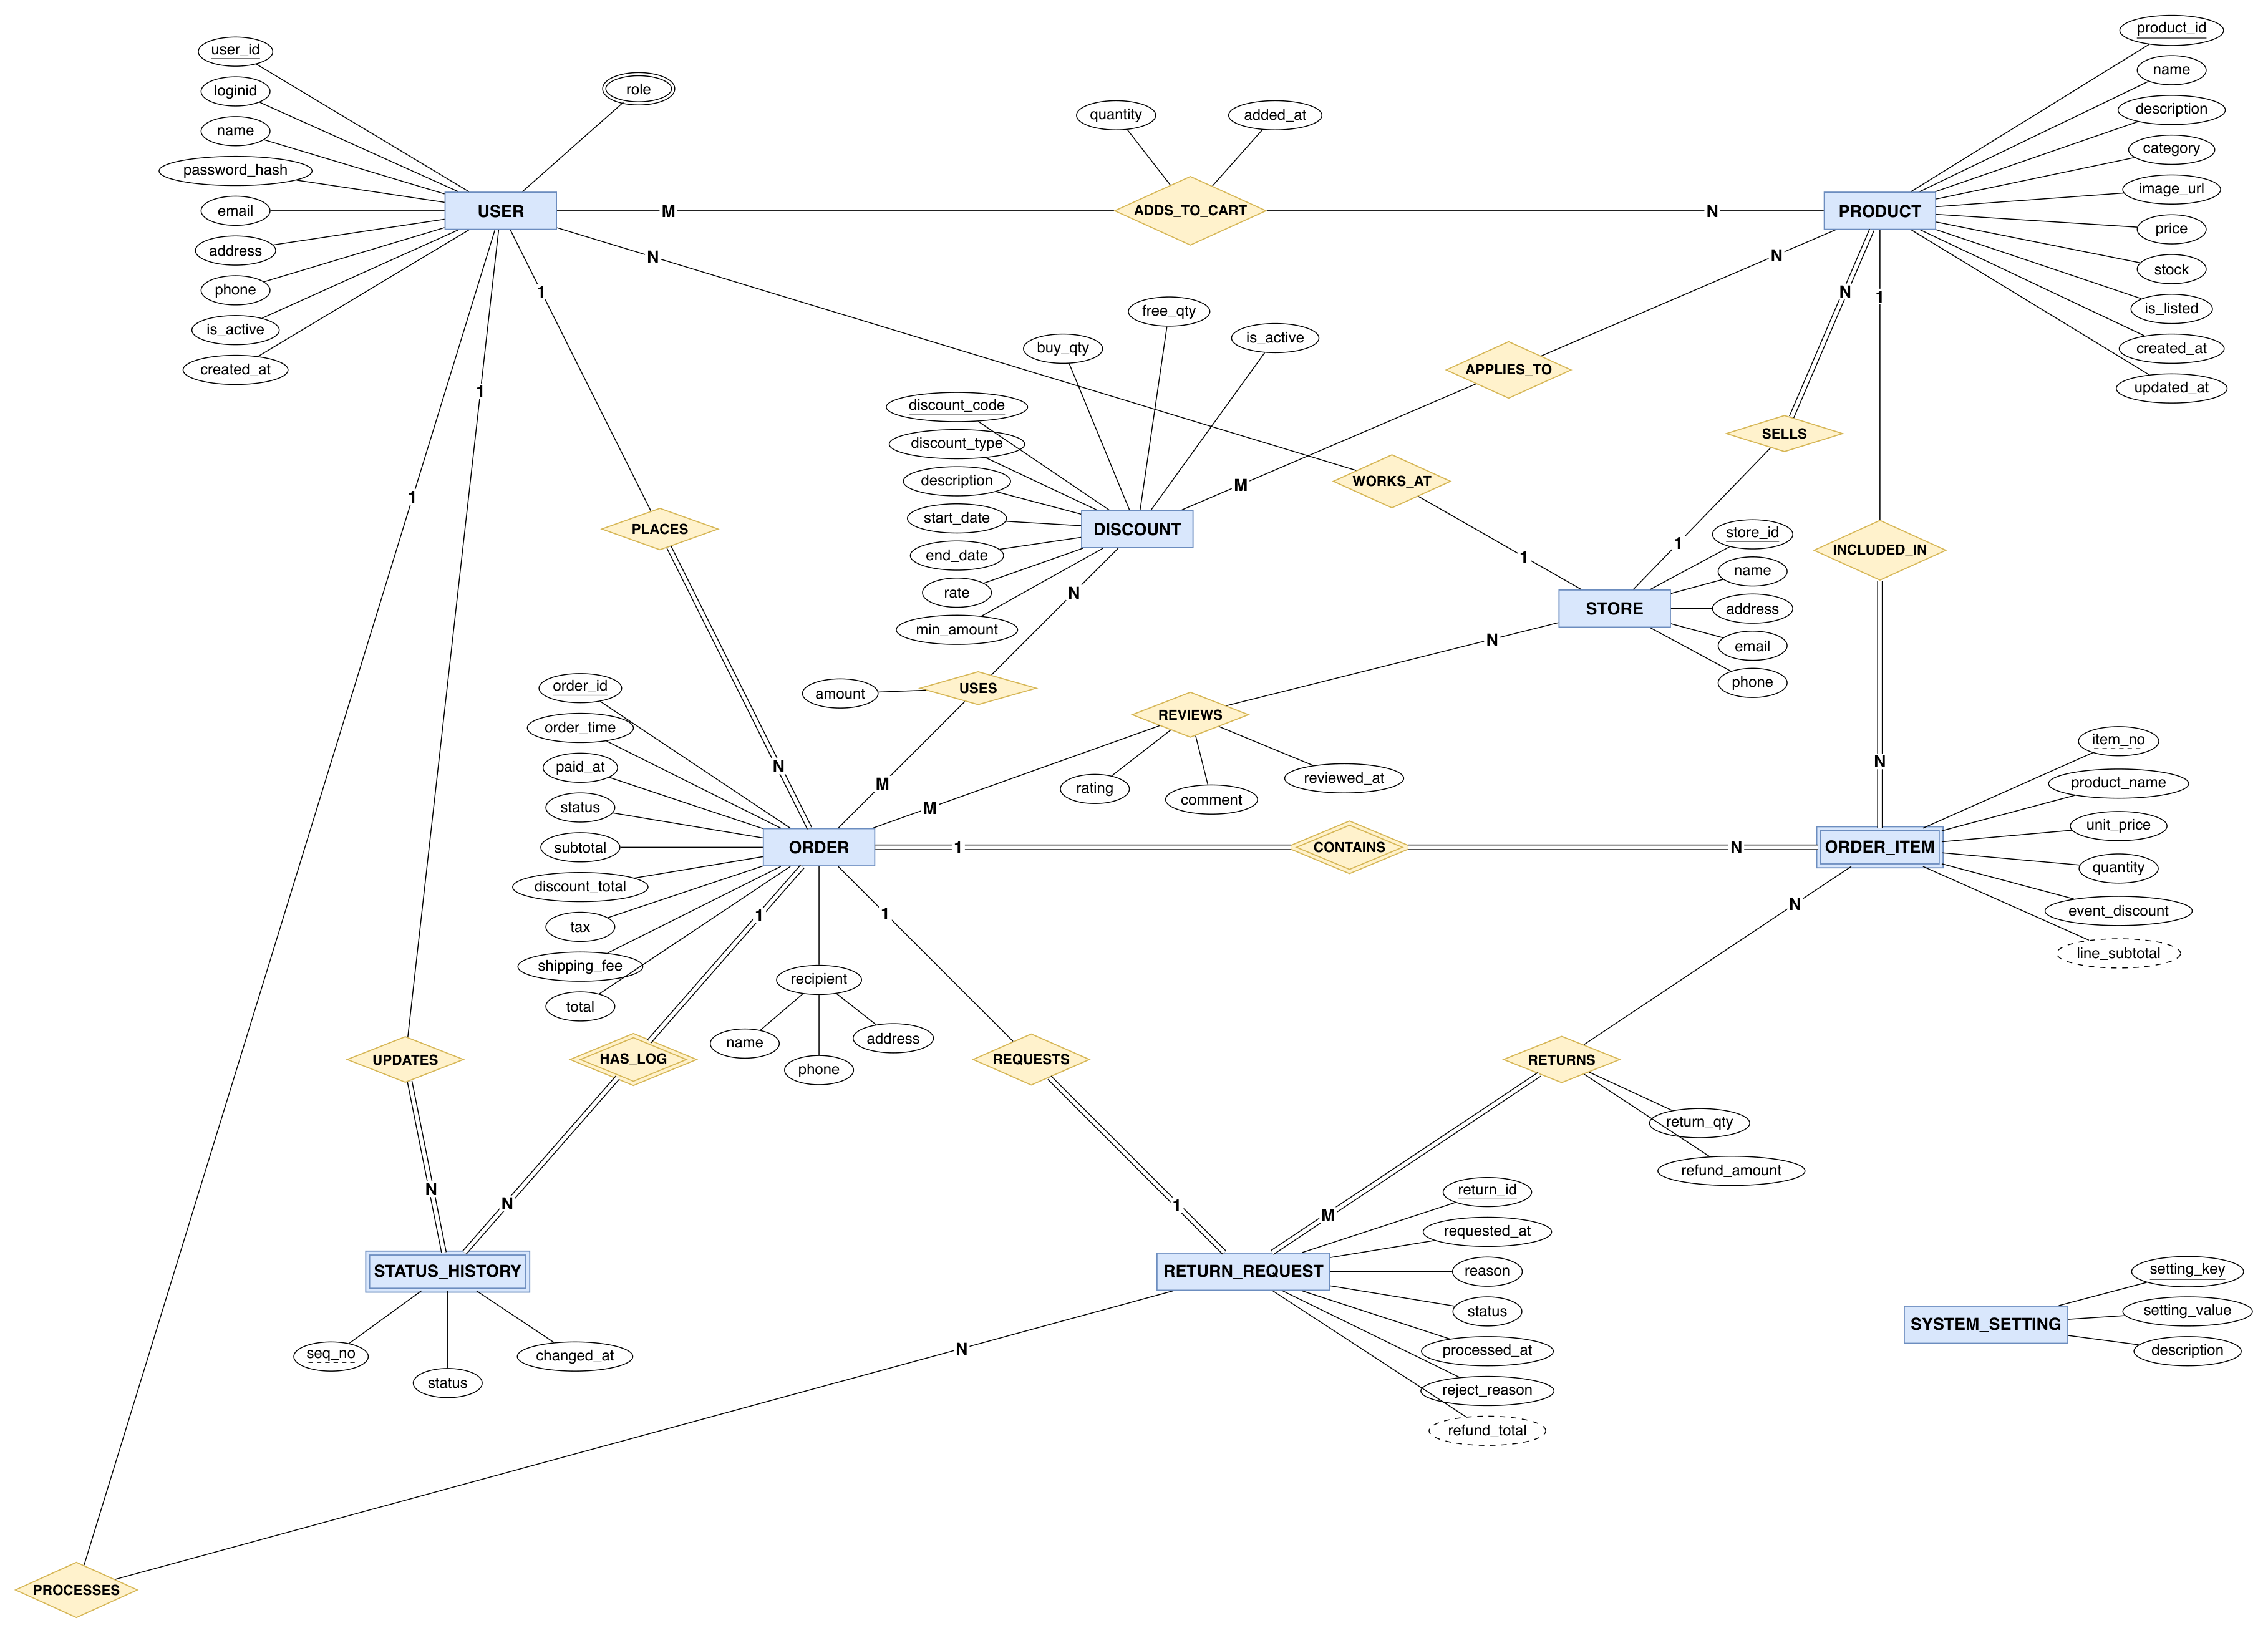 user_id
loginid
name
password_hash
email
address
phone
is_active
created_at
role
USER
quantity
added_at
M
ADDS_TO_CART
N
product_id
name
description
category
image_url
price
stock
is_listed
created_at
updated_at
PRODUCT
N
1
1
1
N
N
1
APPLIES_TO
SELLS
WORKS_AT
M
1
1
INCLUDED_IN
PLACES
buy_qty
free_qty
is_active
discount_code
discount_type
description
start_date
end_date
rate
min_amount
DISCOUNT
N
store_id
name
address
email
phone
STORE
N
amount
USES
REVIEWS
rating
comment
reviewed_at
N
M
M
N
order_id
order_time
paid_at
status
subtotal
discount_total
tax
shipping_fee
total
ORDER
1
CONTAINS
N
ORDER_ITEM
item_no
product_name
unit_price
quantity
event_discount
line_subtotal
1
1
N
recipient
name
phone
address
UPDATES
HAS_LOG
REQUESTS
RETURNS
return_qty
refund_amount
N
N
1
M
STATUS_HISTORY
seq_no
status
changed_at
RETURN_REQUEST
return_id
requested_at
reason
status
processed_at
reject_reason
refund_total
N
SYSTEM_SETTING
setting_key
setting_value
description
PROCESSES